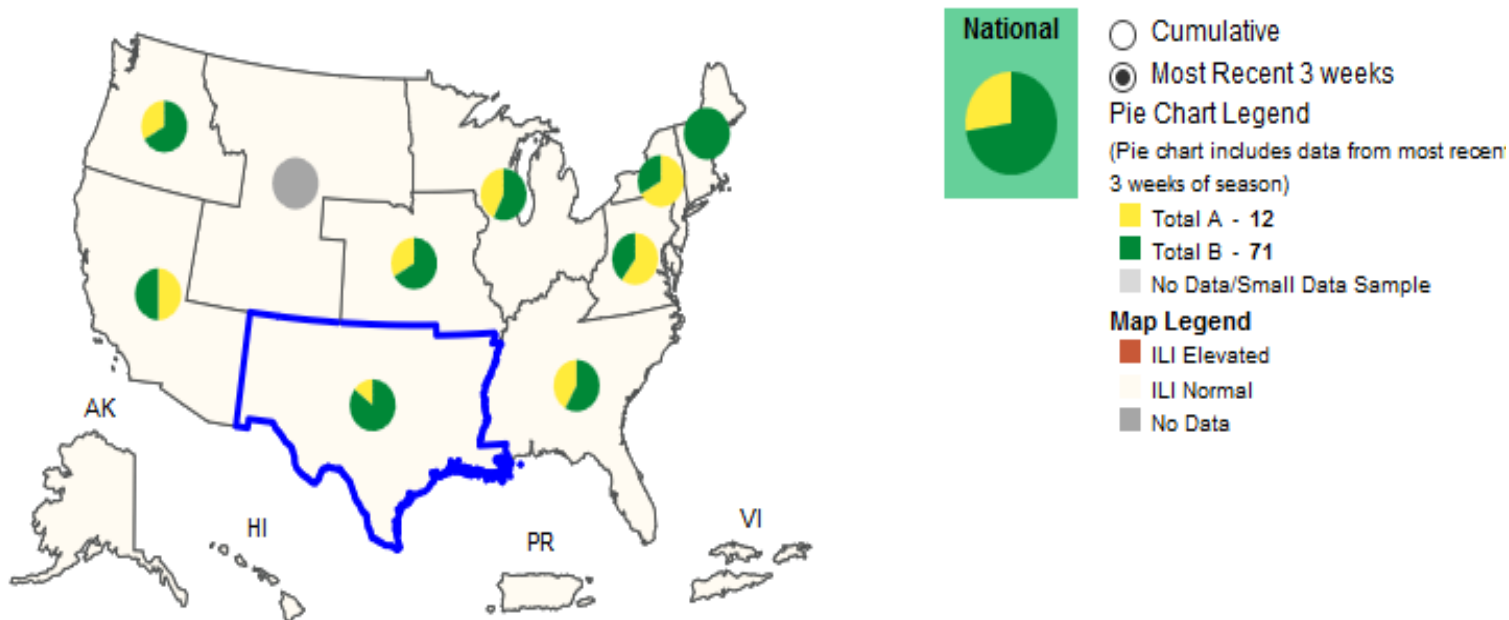 National
Cumulative
Most Recent 3 weeks
Pie Chart Legend
(Pie chart includes data from most recent
3 weeks of season)
Total A - 12
Total B - 71
No Data/Small Data Sample
Map Legend
ILI Elevated
ILI Normal
No Data
AK
HI
PR
VI